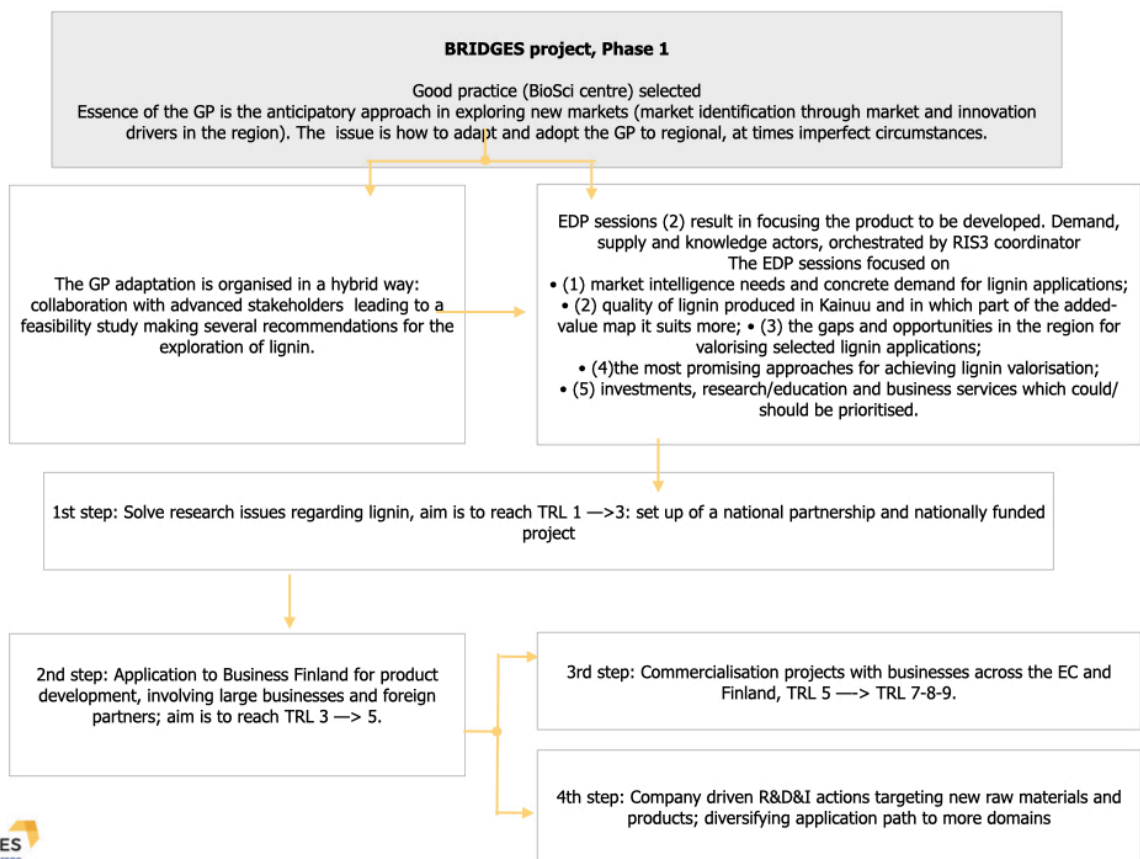 BRIDGES project, Phase 1
Good practice (BioSci centre) selected
Essence of the GP is the anticipatory approach in exploring new markets (market identification through market and innovation
drivers in the region). The issue is how to adapt and adopt the GP to regional, at times imperfect circumstances.
The GP adaptation is organised in a hybrid way:
collaboration with advanced stakeholders leading to a
feasibility study making several recommendations for the
exploration of lignin.
EDP sessions (2) result in focusing the product to be developed. Demand,
supply and knowledge actors, orchestrated by RIS3 coordinator
The EDP sessions focused on
• (1) market intelligence needs and concrete demand for lignin applications;
• (2) quality of lignin produced in Kainuu and in which part of the added-
value map it suits more; • (3) the gaps and opportunities in the region for
valorising selected lignin applications;
• (4)the most promising approaches for achieving lignin valorisation;
• (5) investments, research/education and business services which could/
should be prioritised.
1st step: Solve research issues regarding lignin, aim is to reach TRL 1 —>3: set up of a national partnership and nationally funded
project
2nd step: Application to Business Finland for product
development, involving large businesses and foreign
partners; aim is to reach TRL 3 —> 5.
3rd step: Commercialisation projects with businesses across the EC and
Finland, TRL 5 —-> TRL 7-8-9.
4th step: Company driven R&D&I actions targeting new raw materials and
products; diversifying application path to more domains
ES